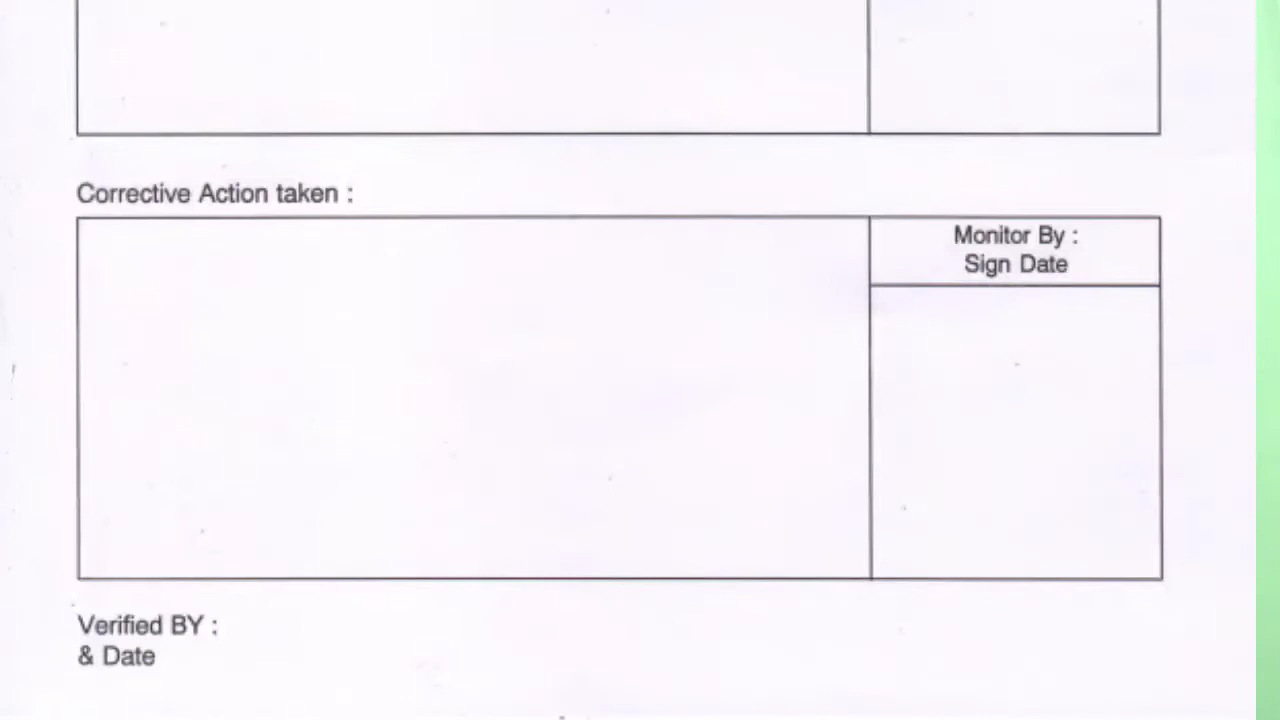 Corrective Action taken :
Monitor By :
Sign Date
Verified BY :
& Date